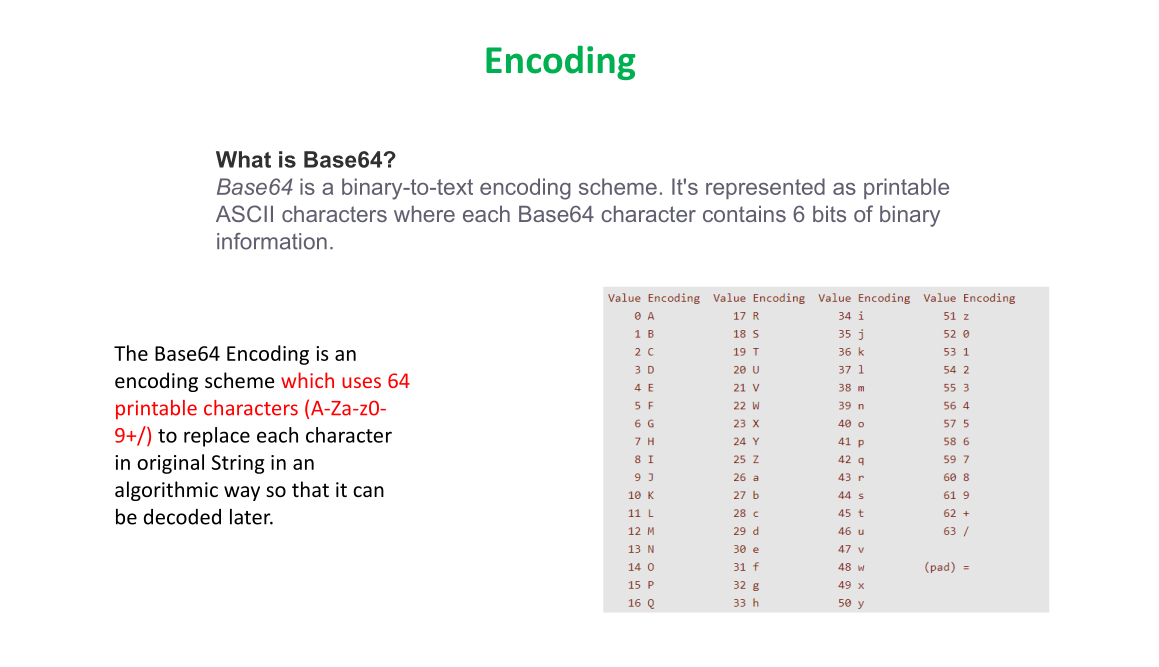 Encoding
What is Base64?
Base64 is a binary-to-text encoding scheme. It's represented as printable
ASCII characters where each Base64 character contains 6 bits of binary
information.
The Base64 Encoding is an
encoding scheme which uses 64
printable characters (A-Za-z0-
9+/) to replace each character
in original String in an
algorithmic way so that it can
be decoded later.
Value Encoding  Value Encoding  Value Encoding  Value Encoding
0 A  17 R  34 i  51 z
1 B  18 S  35 j  52 0
2 C  19 T  36 k  53 1
3 D  20 U  37 l  54 2
4 E  21 V  38 m  55 3
5 F  22 W  39 n  56 4
6 G  23 X  40 o  57 5
7 H  24 Y  41 p  58 6
8 I  25 Z  42 q  59 7
9 J  26 a  43 r  60 8
10 K  27 b  44 s  61 9
11 L  28 c  45 t  62 +
12 M  29 d  46 u  63 /
13 N  30 e  47 v
14 O  31 f  48 w  (pad) =
15 P  32 g  49 x
16 Q  33 h  50 y